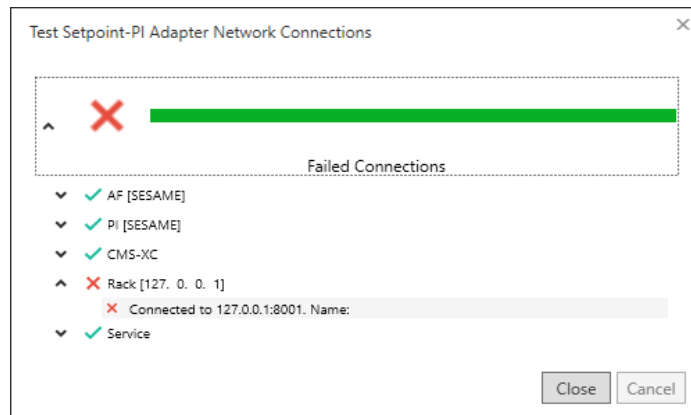 Test Setpoint-PI Adapter Network Connections
Failed Connections
AF [SESAME]
PI [SESAME]
CMS-XC
Rack [127. 0. 0. 1]
Connected to 127.0.0.1:8001. Name:
Service
Close Cancel